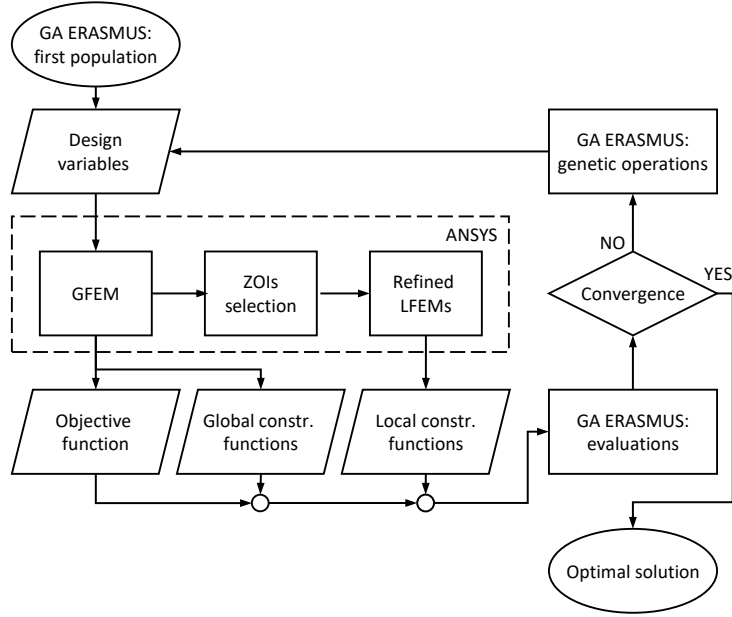 GA ERASMUS:
first population
Design
variables
GA ERASMUS:
genetic operations
ANSYS
GFEM
ZOIs
selection
Refined
LFEMs
NO
YES
Convergence
Objective
function
Global constr.
functions
Local constr.
functions
GA ERASMUS:
evaluations
Optimal solution